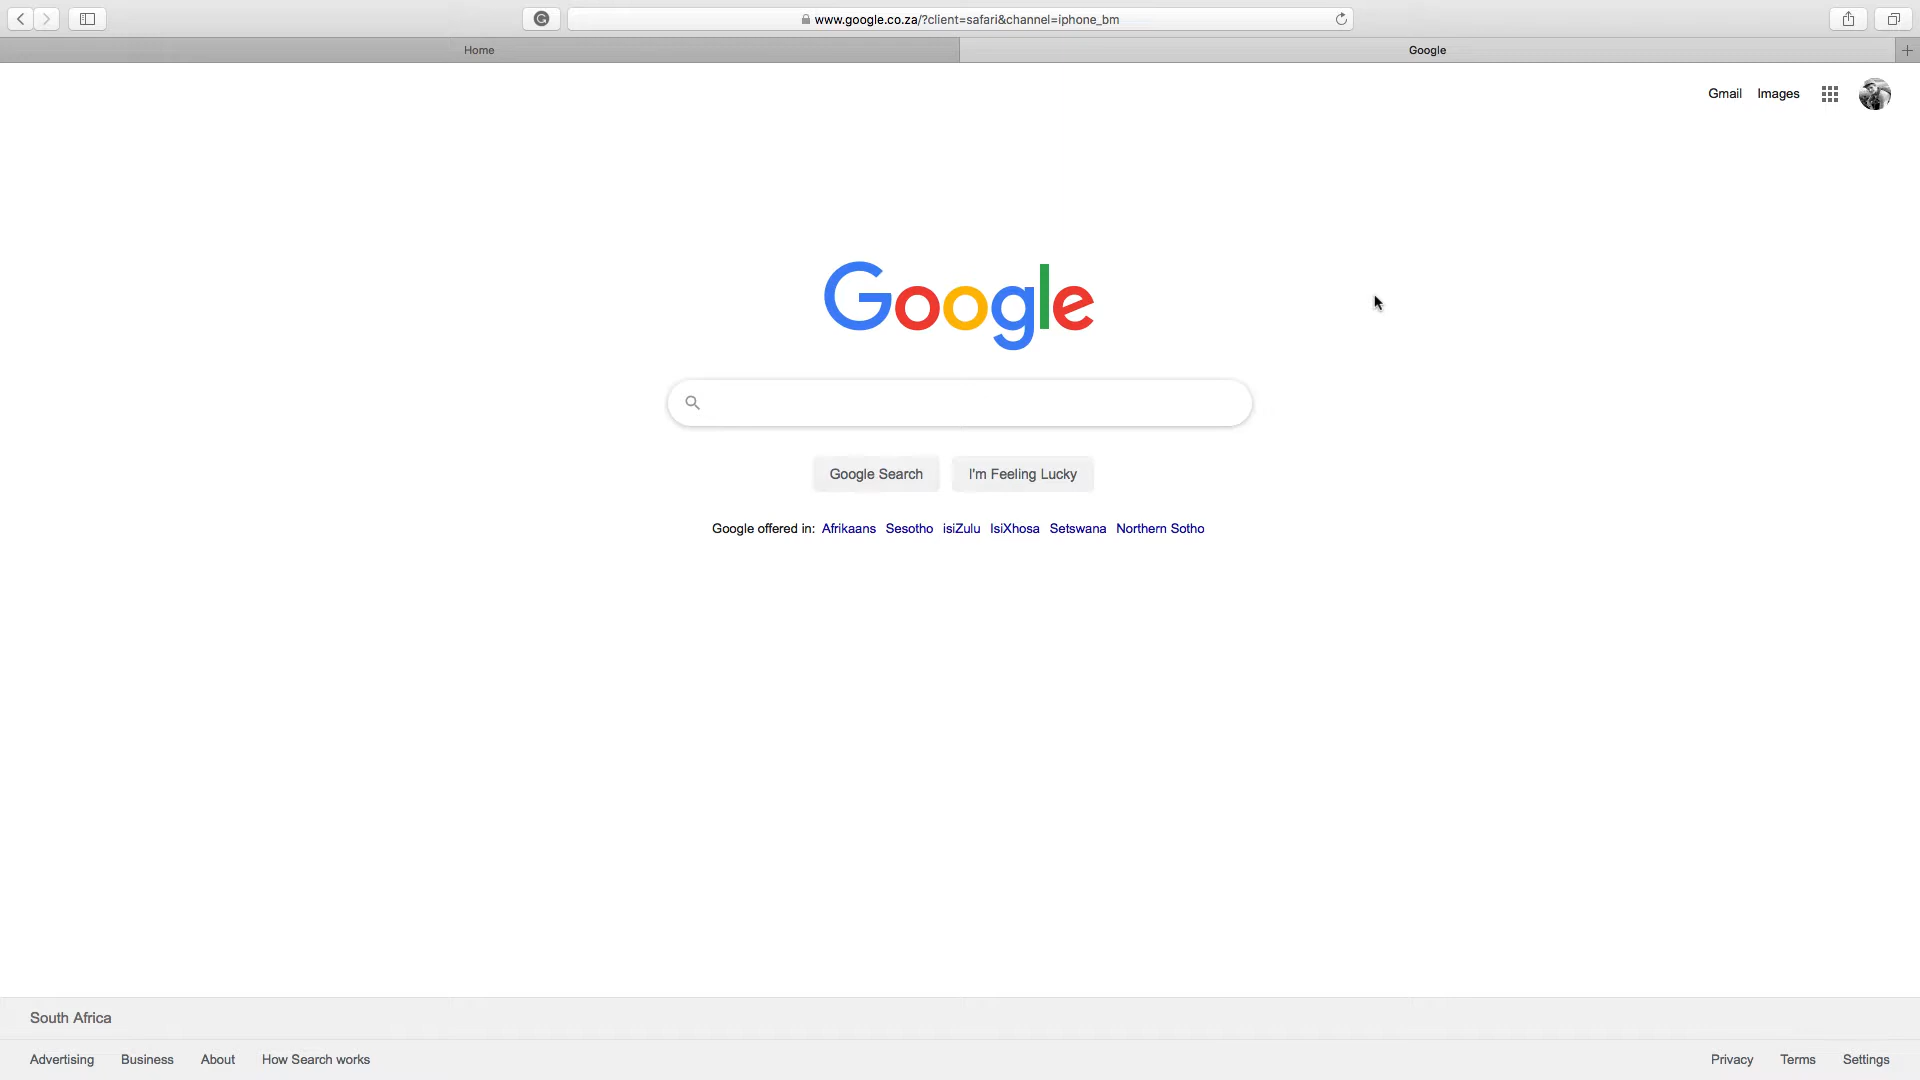 www.google.co.za/?client=safari&channel=iphone_bm
Home
Google
Gmail Images
Google
Google Search I'm Feeling Lucky
Google offered in: Afrikaans Sesotho isiZulu IsiXhosa Setswana Northern Sotho
South Africa
Advertising Business About How Search works Privacy Terms Settings